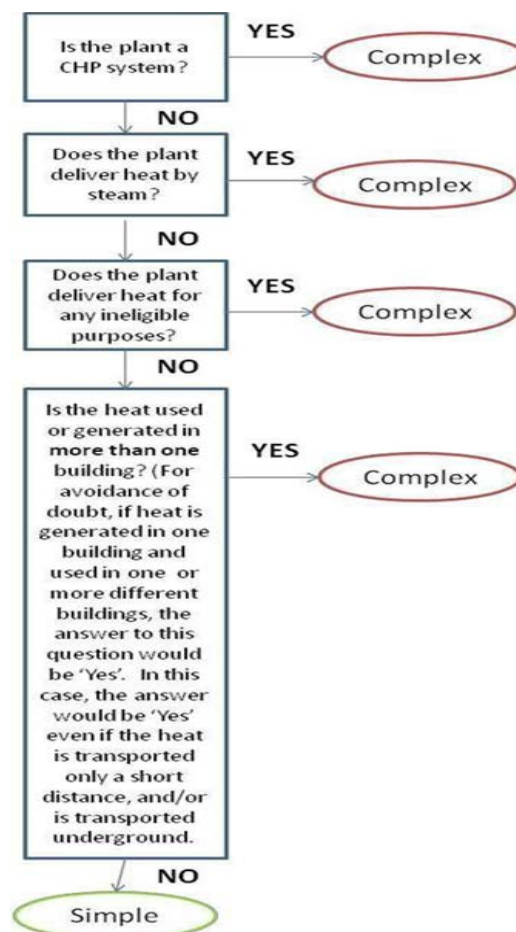 Is the plant a
CHP system?
YES
Complex
NO
Does the plant
deliver heat by
steam?
YES
Complex
NO
Does the plant
deliver heat for
any ineligible
purposes?
YES
Complex
NO
Is the heat used
or generated in
more than one
building? (For
avoidance of
doubt, if heat is
generated in one
building and
used in one or
more different
buildings, the
answer to this
question would
be ‘Yes’. In this
case, the answer
would be ‘Yes’
even if the heat
is transported
only a short
distance, and/or
is transported
underground.
YES
Complex
NO
Simple